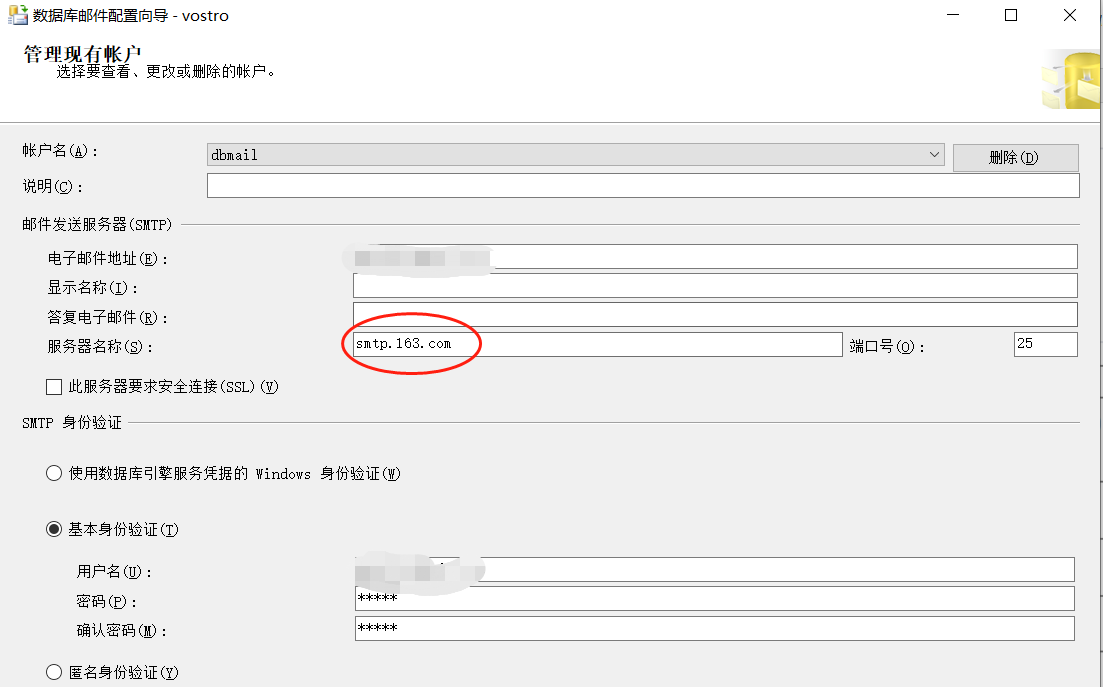 数据库邮件配置向导 - vostro
管理现有帐户
选择要查看、更改或删除的帐户。
帐户名(A)： dbmail 删除(D)
说明(C)：
邮件发送服务器(SMTP)
电子邮件地址(E)：
显示名称(I)：
答复电子邮件(R)：
服务器名称(S)： smtp.163.com 端口号(O)： 25
此服务器要求安全连接(SSL)(V)
SMTP 身份验证
使用数据库引擎服务凭据的 Windows 身份验证(W)
基本身份验证(T)
用户名(U)：
密码(P)： *****
确认密码(M)： *****
匿名身份验证(Y)